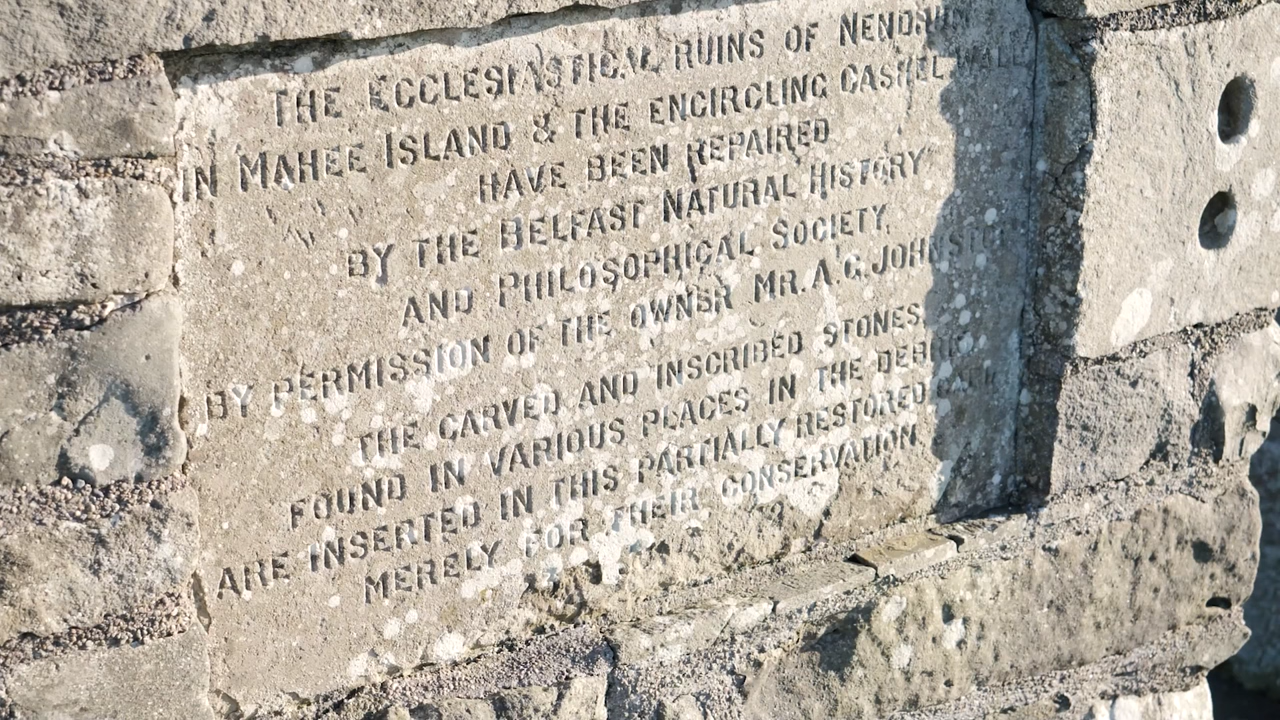 THE ECCLESIASTICAL RUINS OF NENDRUM
IN MAHEE ISLAND & THE ENCIRCLING CASHEL WALL
HAVE BEEN REPAIRED
BY THE BELFAST NATURAL HISTORY
AND PHILOSOPHICAL SOCIETY,
BY PERMISSION OF THE OWNER MR. A. G. JOHNSTON
THE CARVED AND INSCRIBED STONES,
FOUND IN VARIOUS PLACES IN THE DEBRIS
ARE INSERTED IN THIS PARTIALLY RESTORED
MERELY FOR THEIR CONSERVATION